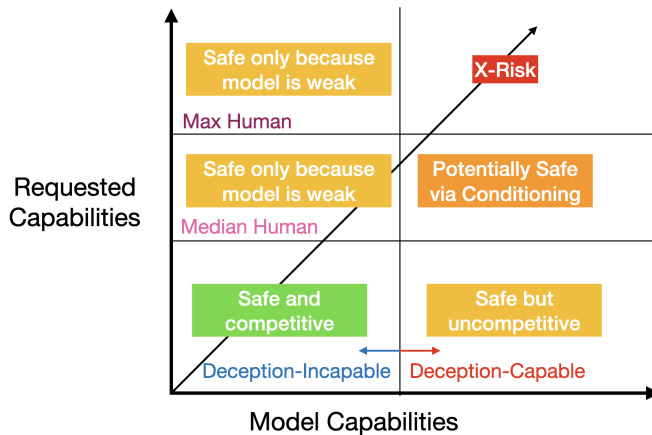 Safe only because
model is weak
X-Risk
Max Human
Requested
Capabilities
Safe only because
model is weak
Potentially Safe
via Conditioning
Median Human
Safe and
competitive
Safe but
uncompetitive
Deception-Incapable
Deception-Capable
Model Capabilities